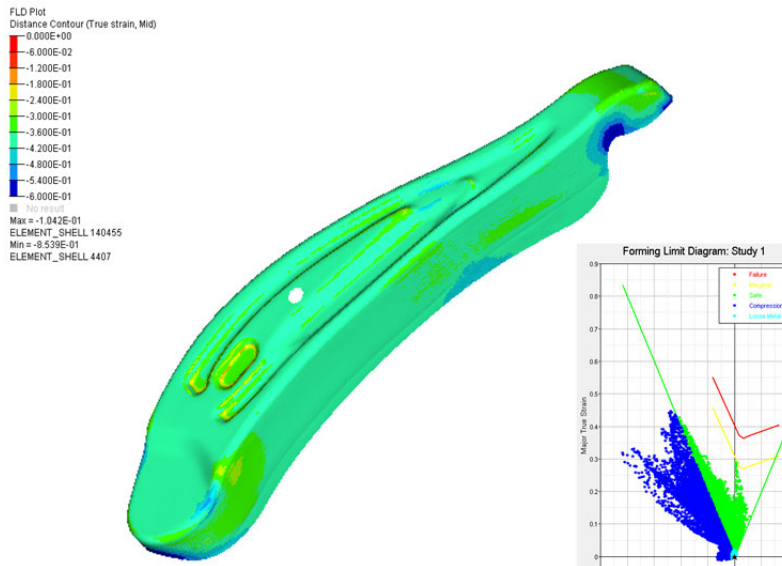 FLD Plot
Distance Contour (True strain, Mid)
0.000E+00
-6.000E-02
-1.200E-01
-1.800E-01
-2.400E-01
-3.000E-01
-3.600E-01
-4.200E-01
-4.800E-01
-5.400E-01
-6.000E-01
No result
Max = -1.042E-01
ELEMENT_SHELL 140455
Min = -8.539E-01
ELEMENT_SHELL 4407
Forming Limit Diagram: Study 1
Failure
Marginal
Safe
Compression
Loose Metal
Major True Strain
0.9
0.8
0.7
0.6
0.5
0.4
0.3
0.2
0.1
0